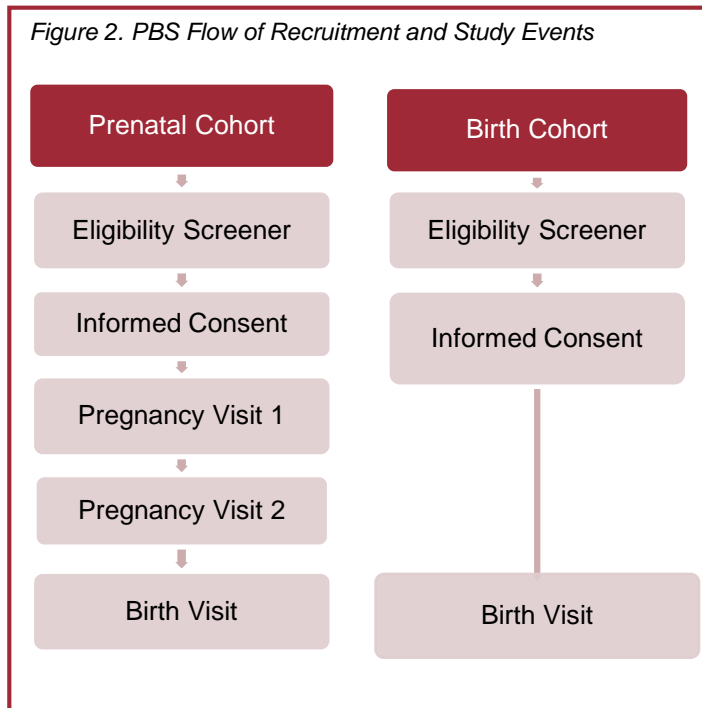 Figure 2. PBS Flow of Recruitment and Study Events
Prenatal Cohort
Eligibility Screener
Informed Consent
Pregnancy Visit 1
Pregnancy Visit 2
Birth Visit
Birth Cohort
Eligibility Screener
Informed Consent
Birth Visit